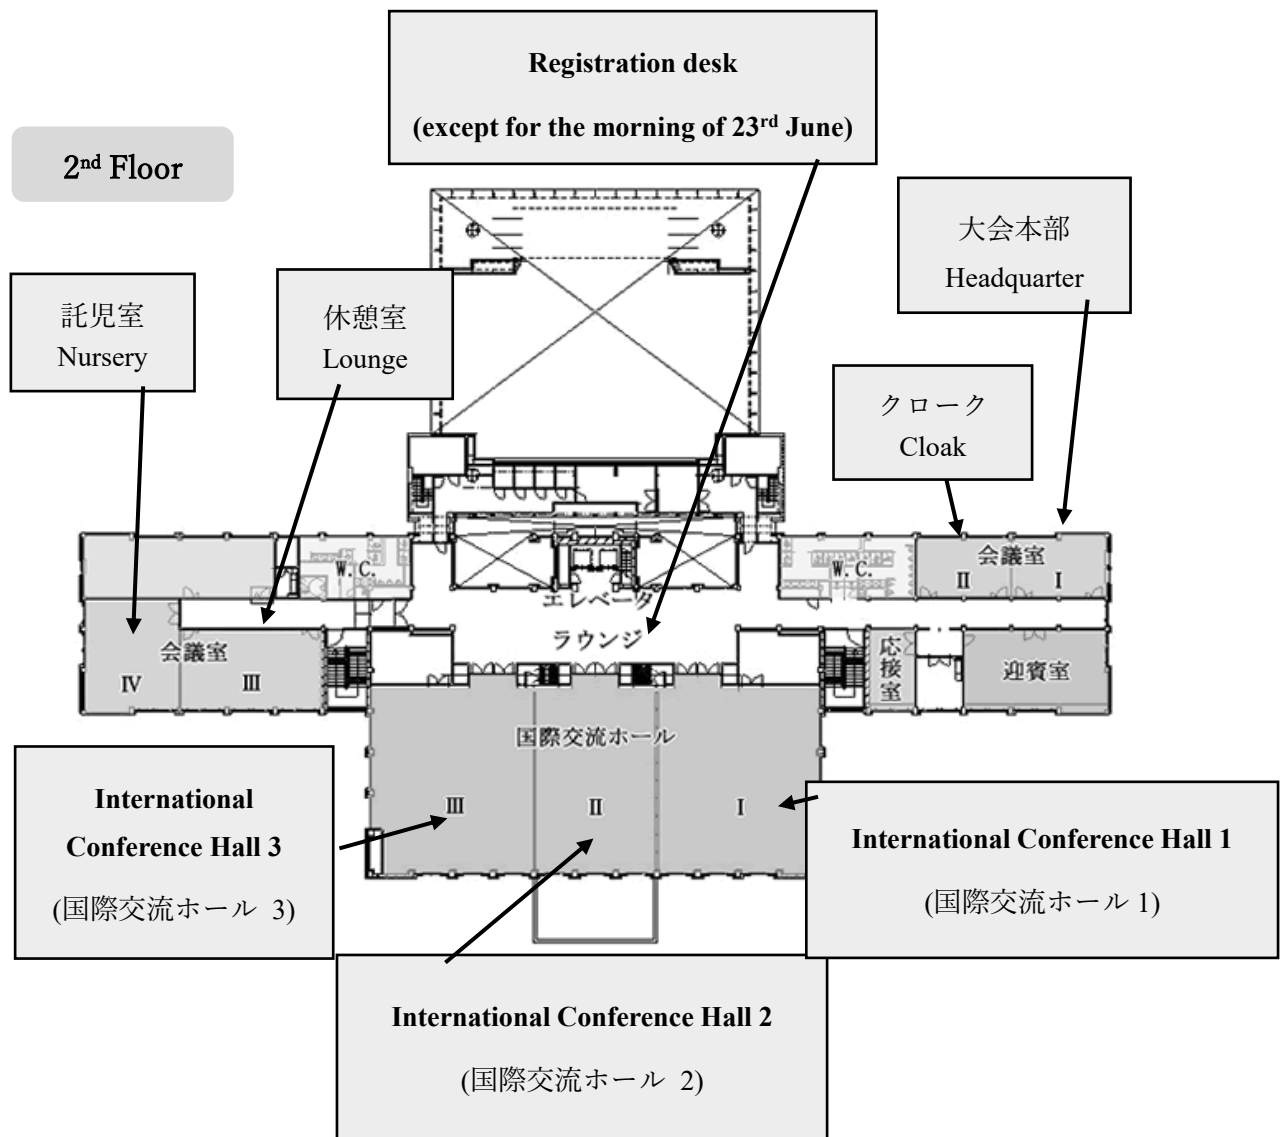 Registration desk
(except for the morning of 23rd June)
2nd Floor
大会本部
Headquarter
託児室
Nursery
休憩室
Lounge
クローク
Cloak
W.C.
エレベータ
ラウンジ
W.C.
会議室
II
I
会議室
IV
III
応接室
迎賓室
国際交流ホール
III
II
I
International
Conference Hall 3
(国際交流ホール 3)
International Conference Hall 1
(国際交流ホール 1)
International Conference Hall 2
(国際交流ホール 2)